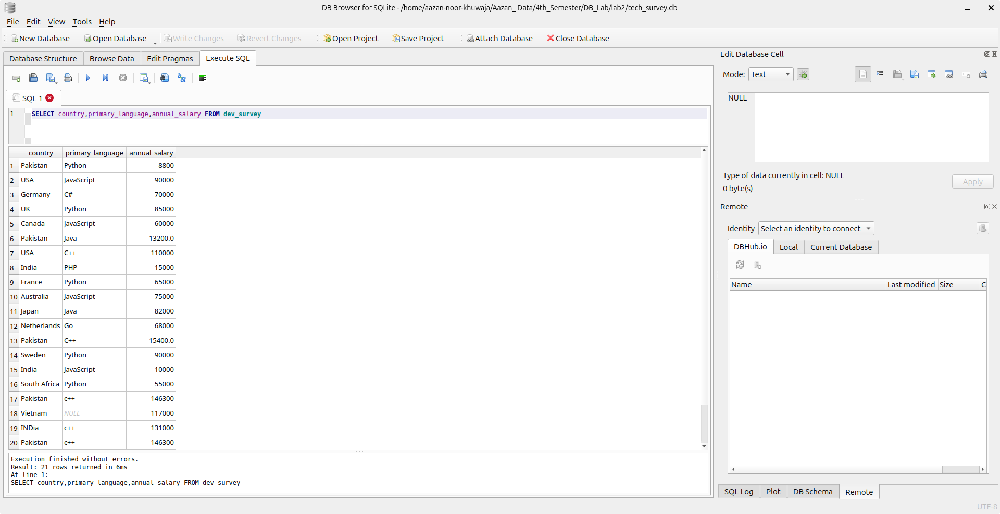 DB Browser for SQLite - /home/aazan-noor-khuwaja/Aazan_ Data/4th_Semester/DB_Lab/lab2/tech_survey.db
File Edit View Tools Help
New Database Open Database Write Changes Revert Changes Open Project Save Project Attach Database Close Database
Database Structure Browse Data Edit Pragmas Execute SQL
SQL 1
1 SELECT country,primary_language,annual_salary FROM dev_survey
country primary_language annual_salary
1 Pakistan Python 8800
2 USA JavaScript 90000
3 Germany C# 70000
4 UK Python 85000
5 Canada JavaScript 60000
6 Pakistan Java 13200.0
7 USA C++ 110000
8 India PHP 15000
9 France Python 65000
10 Australia JavaScript 75000
11 Japan Java 82000
12 Netherlands Go 68000
13 Pakistan C++ 15400.0
14 Sweden Python 90000
15 India JavaScript 10000
16 South Africa Python 55000
17 Pakistan c++ 146300
18 Vietnam NULL 117000
19 INDia c++ 131000
20 Pakistan c++ 146300
Execution finished without errors.
Result: 21 rows returned in 6ms
At line 1:
SELECT country,primary_language,annual_salary FROM dev_survey
Edit Database Cell
Mode: Text
NULL
Type of data currently in cell: NULL
0 byte(s)
Apply
Remote
Identity Select an identity to connect
DBHub.io Local Current Database
Name Last modified Size C
SQL Log Plot DB Schema Remote
UTF-8